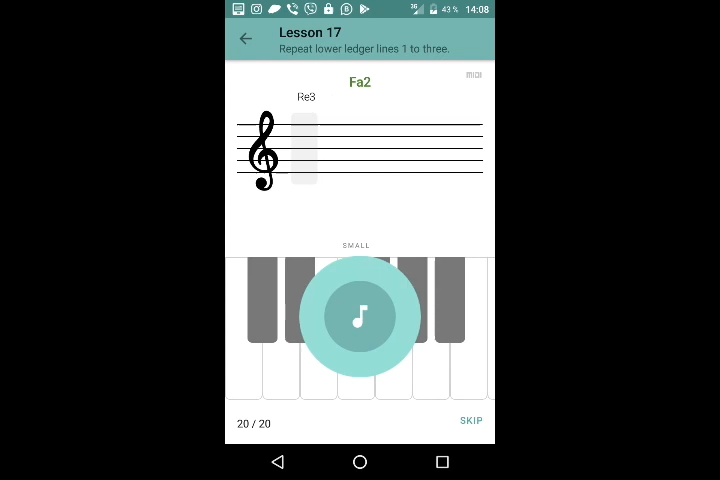 3G 43 % 14:08
Lesson 17
Repeat lower ledger lines 1 to three.
MIDI
Fa2
Re3
SMALL
20 / 20
SKIP